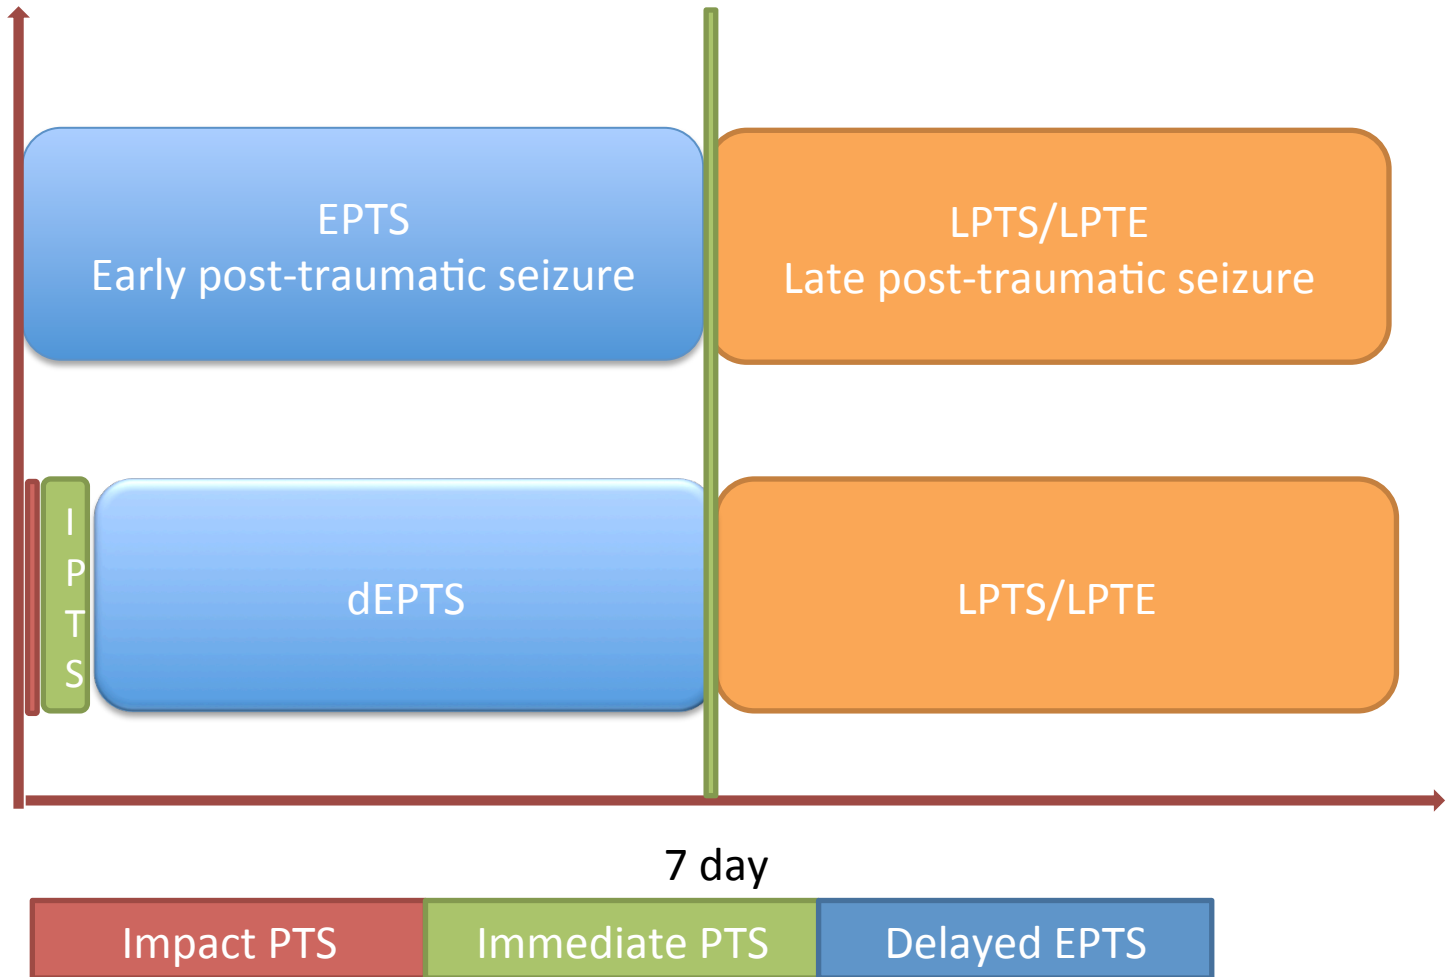 EPTS
Early post-traumatic seizure
LPTS/LPTE
Late post-traumatic seizure
I
P
T
S
dEPTS
LPTS/LPTE
7 day
Impact PTS
Immediate PTS
Delayed EPTS